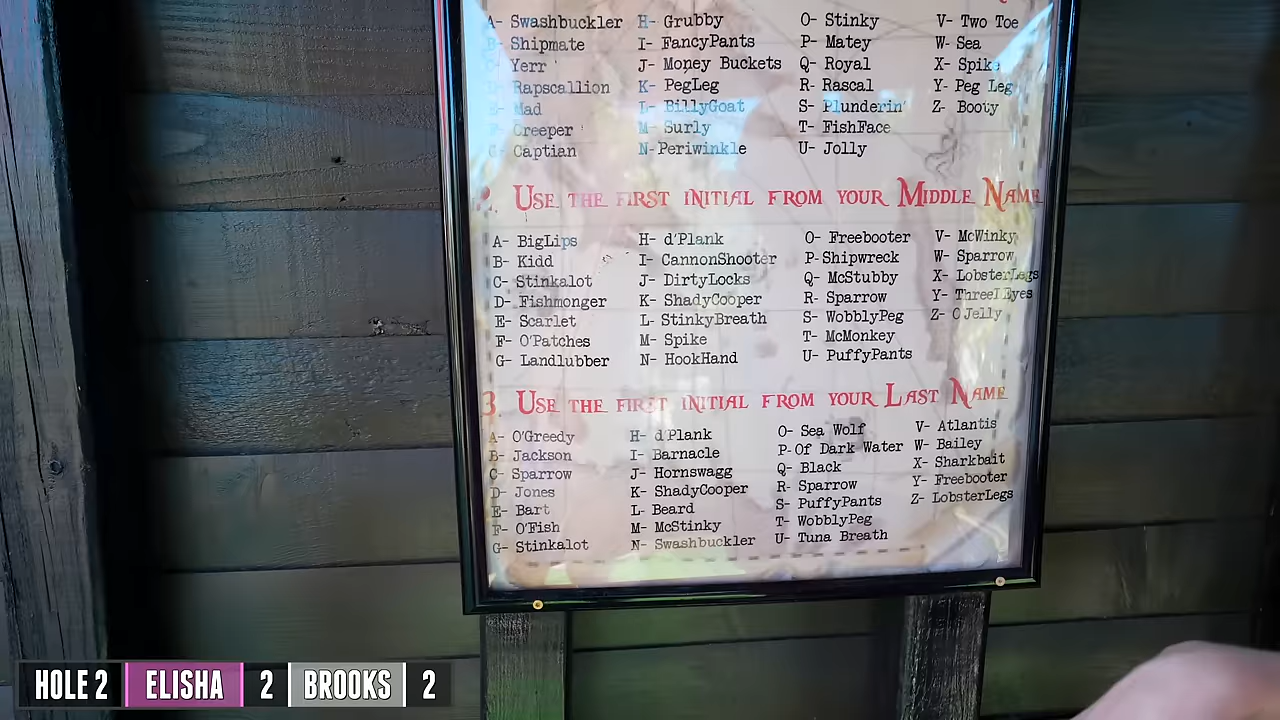 A- Swashbuckler H- Grubby O- Stinky V- Two Toe
B- Shipmate I- FancyPants P- Matey W- Sea
C- Yerr J- Money Buckets Q- Royal X- Spike
D- Rapscallion K- PegLeg R- Rascal Y- Peg Leg
E- Mad L- BillyGoat S- Plunderin' Z- Booty
F- Creeper M- Surly T- FishFace
G- Captian N- Periwinkle U- Jolly
2. Use the first initial from your Middle Name
A- BigLips H- d'Plank O- Freebooter V- McWinky
B- Kidd I- CannonShooter P- Shipwreck W- Sparrow
C- Stinkalot J- DirtyLocks Q- McStubby X- LobsterLegs
D- Fishmonger K- ShadyCooper R- Sparrow Y- Three Eyes
E- Scarlet L- StinkyBreath S- WobblyPeg Z- O Jelly
F- O'Patches M- Spike T- McMonkey
G- Landlubber N- HookHand U- PuffyPants
3. Use the first initial from your Last Name
A- O'Greedy H- d'Plank O- Sea Wolf V- Atlantis
B- Jackson I- Barnacle P- Of Dark Water W- Bailey
C- Sparrow J- Hornswagg Q- Black X- Sharkbait
D- Jones K- ShadyCooper R- Sparrow Y- Freebooter
E- Bart L- Beard S- PuffyPants Z- LobsterLegs
F- O'Fish M- McStinky T- WobblyPeg
G- Stinkalot N- Swashbuckler U- Tuna Breath
HOLE 2 ELISHA 2 BROOKS 2